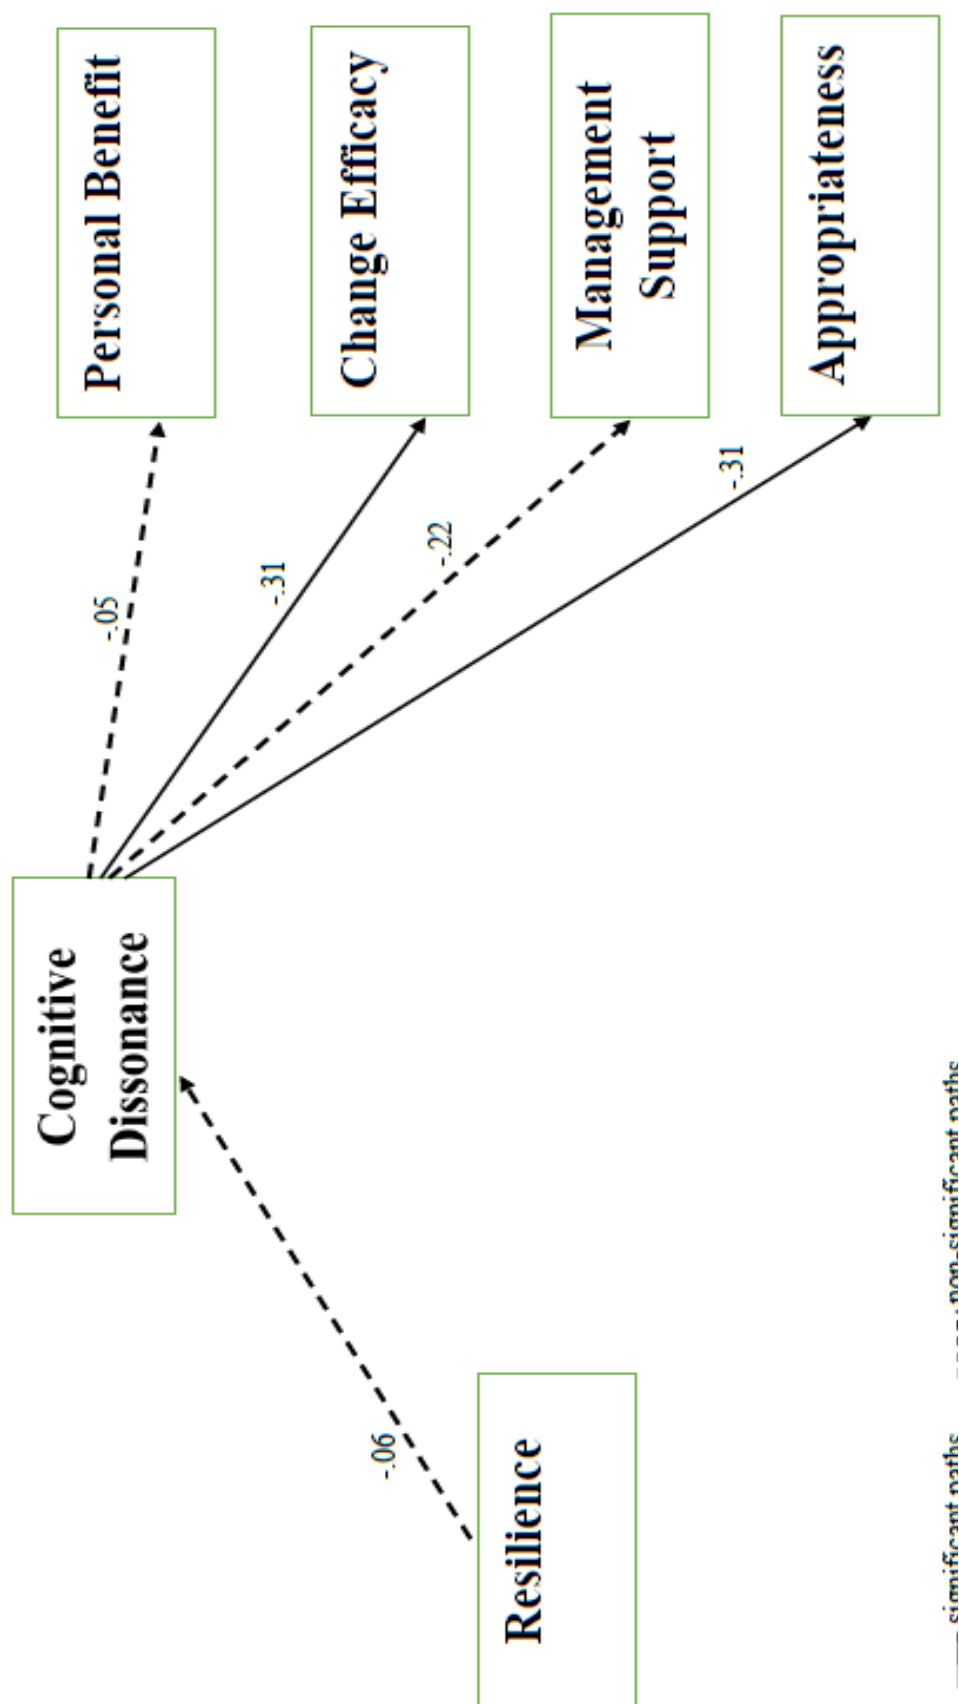 Cognitive
Dissonance
Resilience
Personal Benefit
Change Efficacy
Management
Support
Appropriateness
-.06
-.05
-.31
-.22
-.31
significant paths
non-significant paths